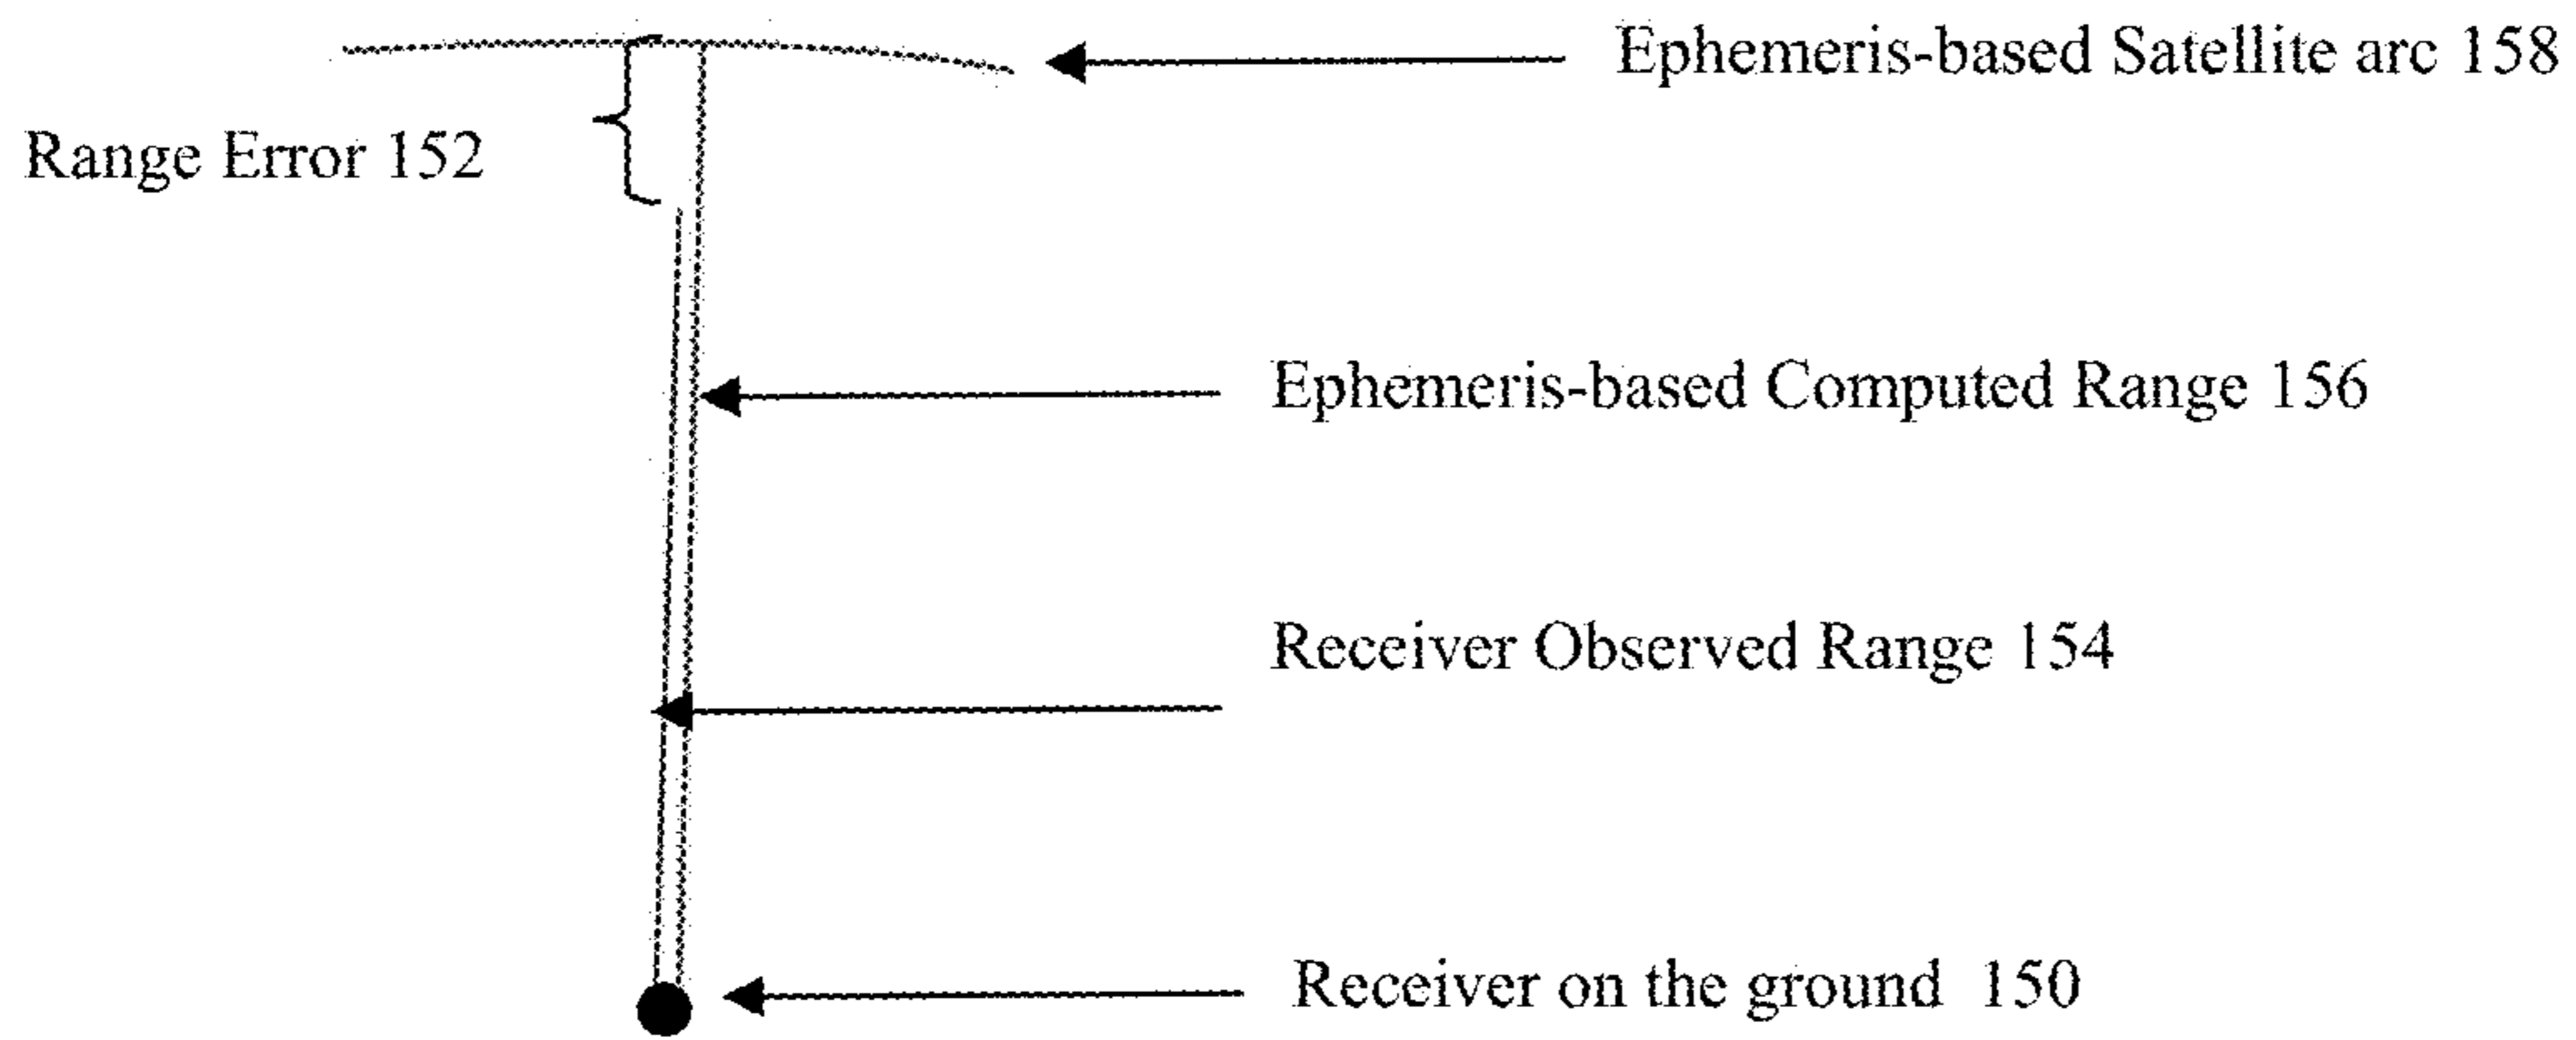 Ephemeris-based Satellite arc 158
Range Error 152
Ephemeris-based Computed Range 156
Receiver Observed Range 154
Receiver on the ground 150